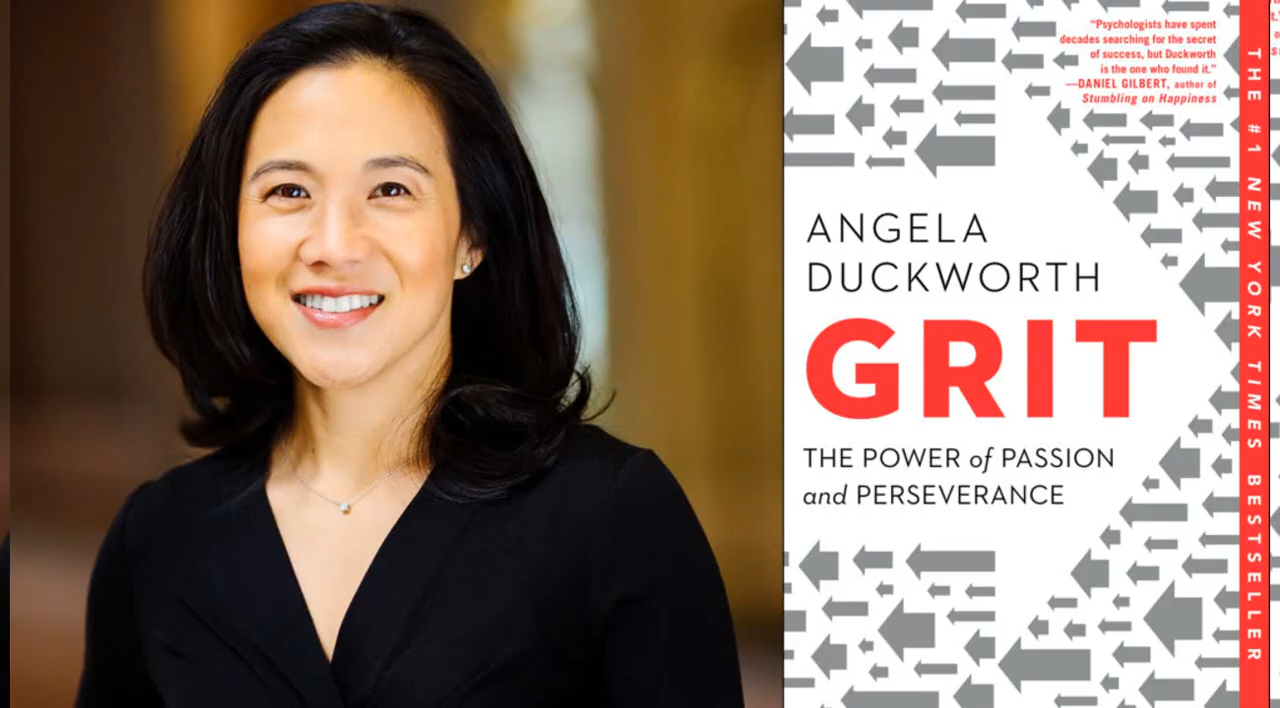 "Psychologists have spent
decades searching for the secret
of success, but Duckworth
is the one who found it."
—DANIEL GILBERT, author of
Stumbling on Happiness
ANGELA
DUCKWORTH
GRIT
THE POWER of PASSION
and PERSEVERANCE
THE #1 NEW YORK TIMES BESTSELLER